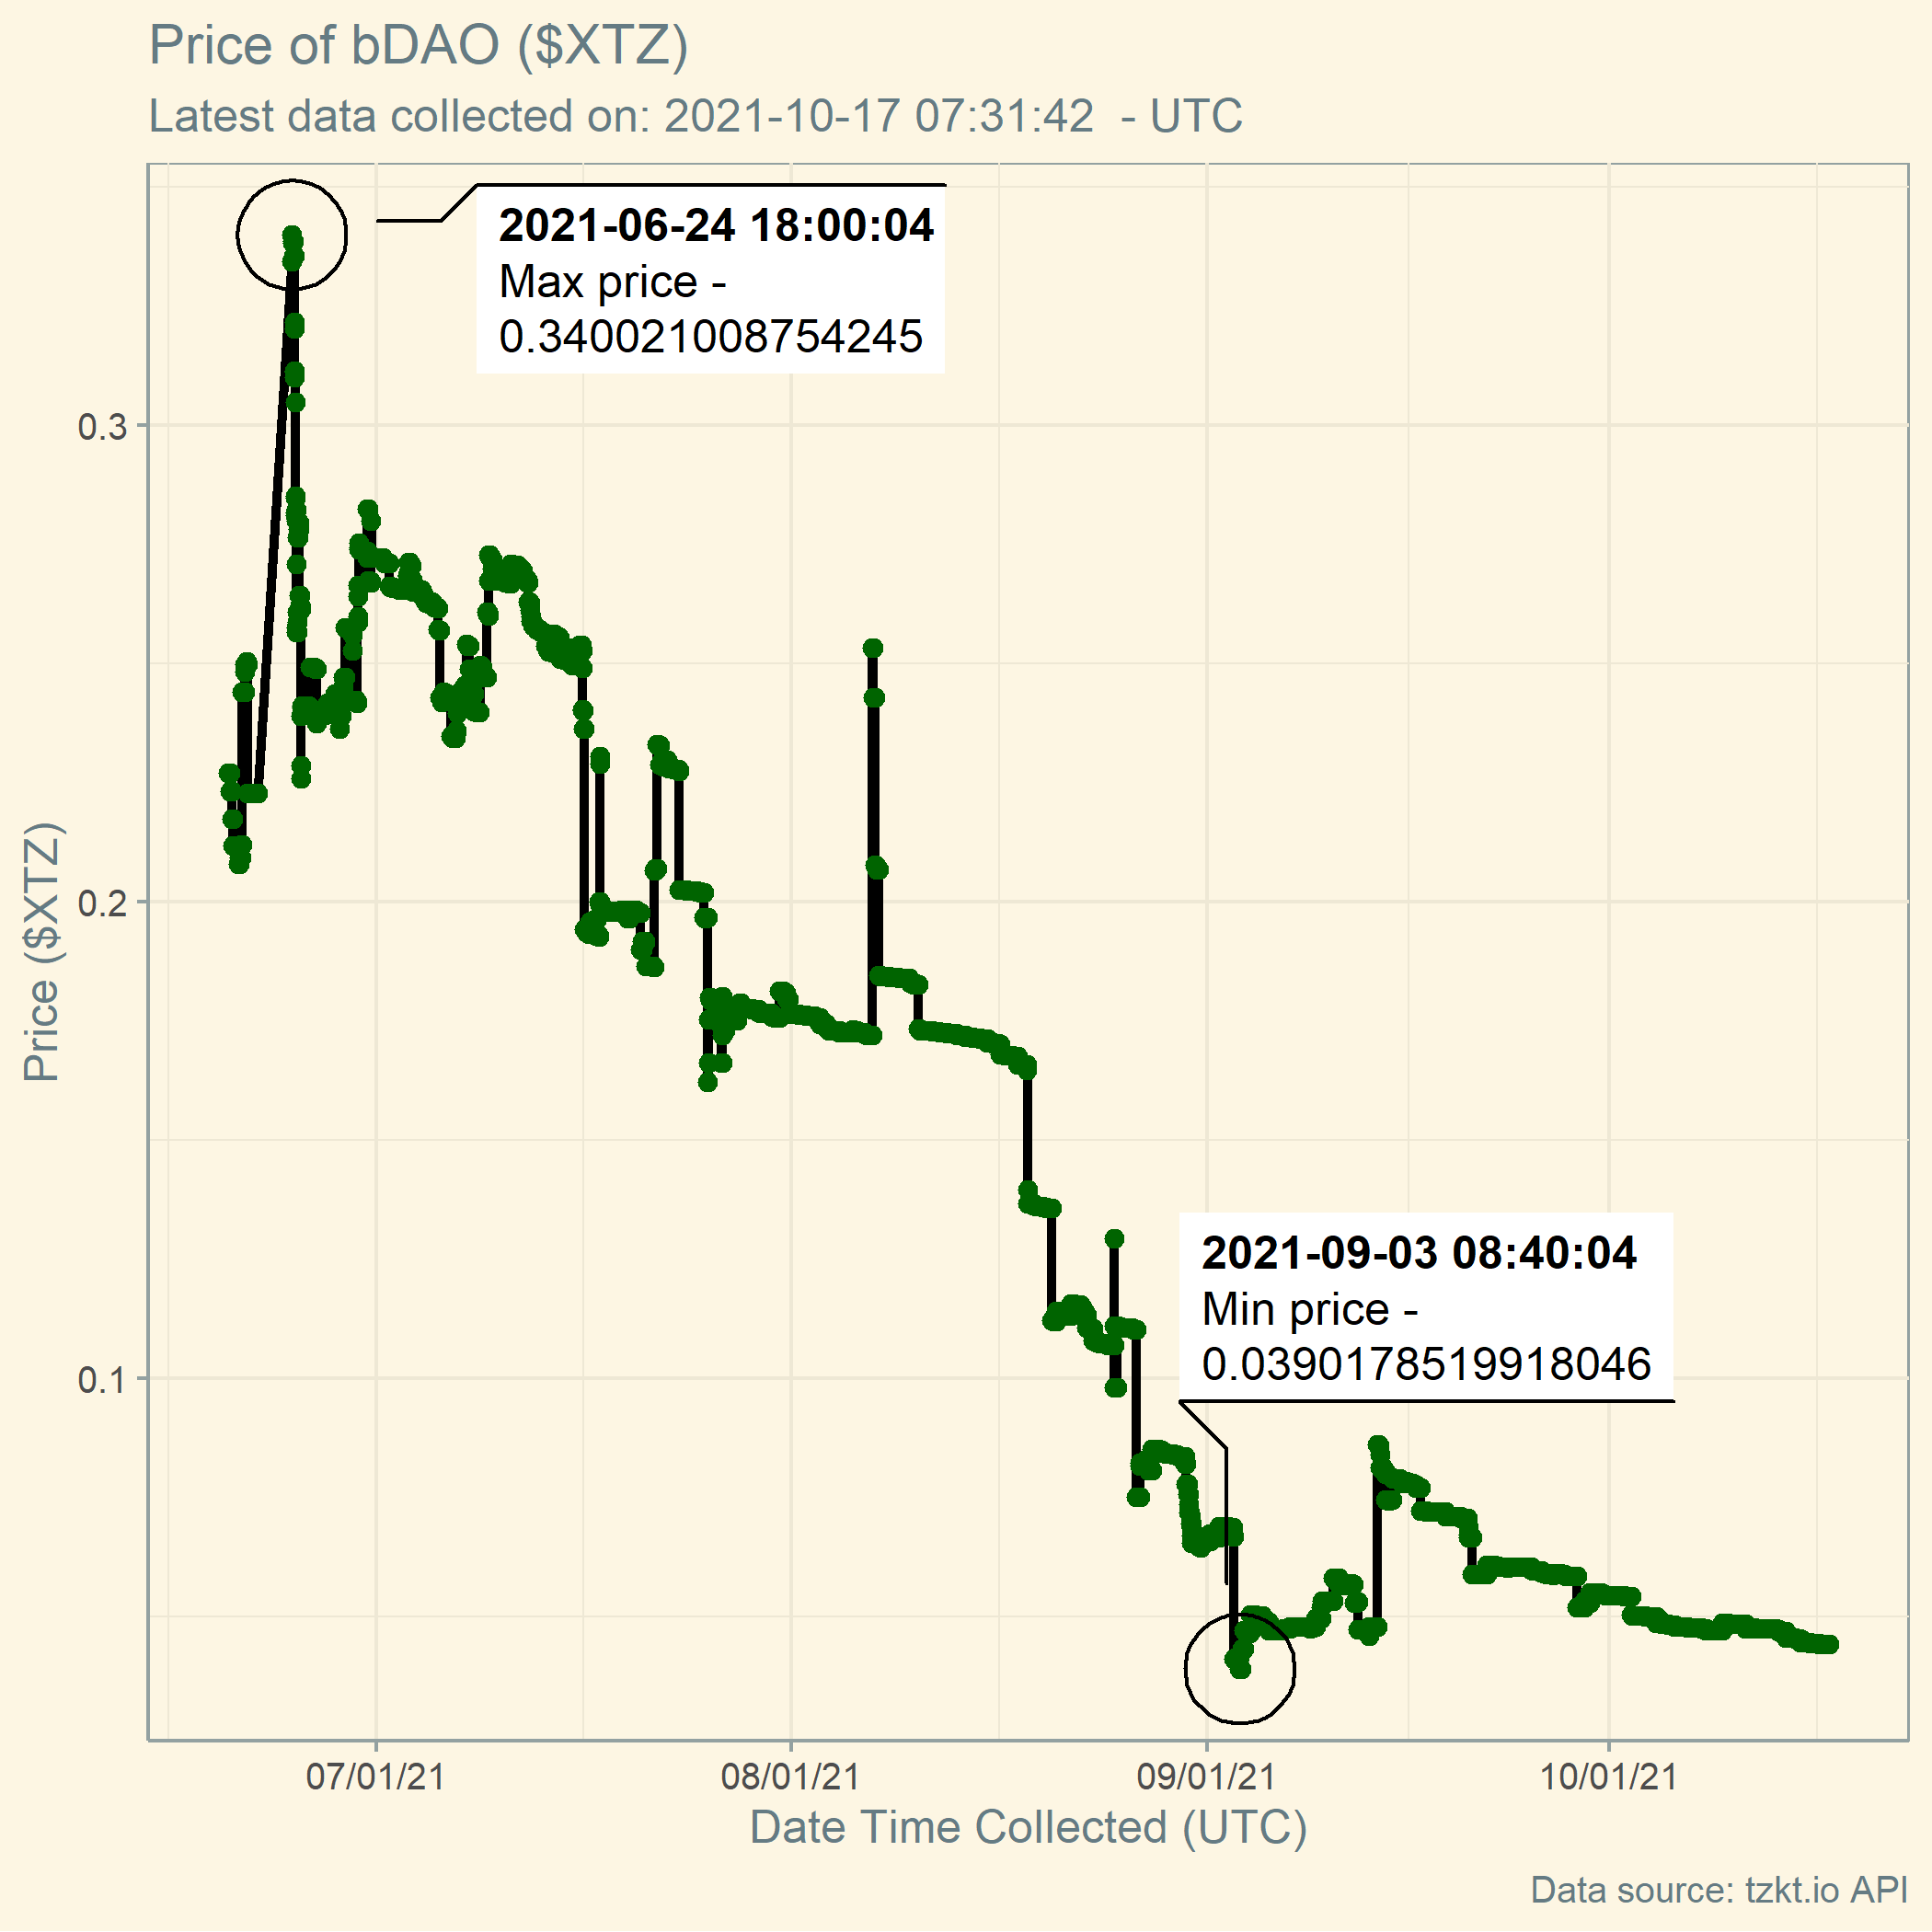 Price of bDAO ($XTZ)
Latest data collected on: 2021-10-17 07:31:42  - UTC
2021-06-24 18:00:04
Max price -
0.340021008754245
0.3
0.2
0.1
Price ($XTZ)
2021-09-03 08:40:04
Min price -
0.0390178519918046
07/01/21
08/01/21
09/01/21
10/01/21
Date Time Collected (UTC)
Data source: tzkt.io API